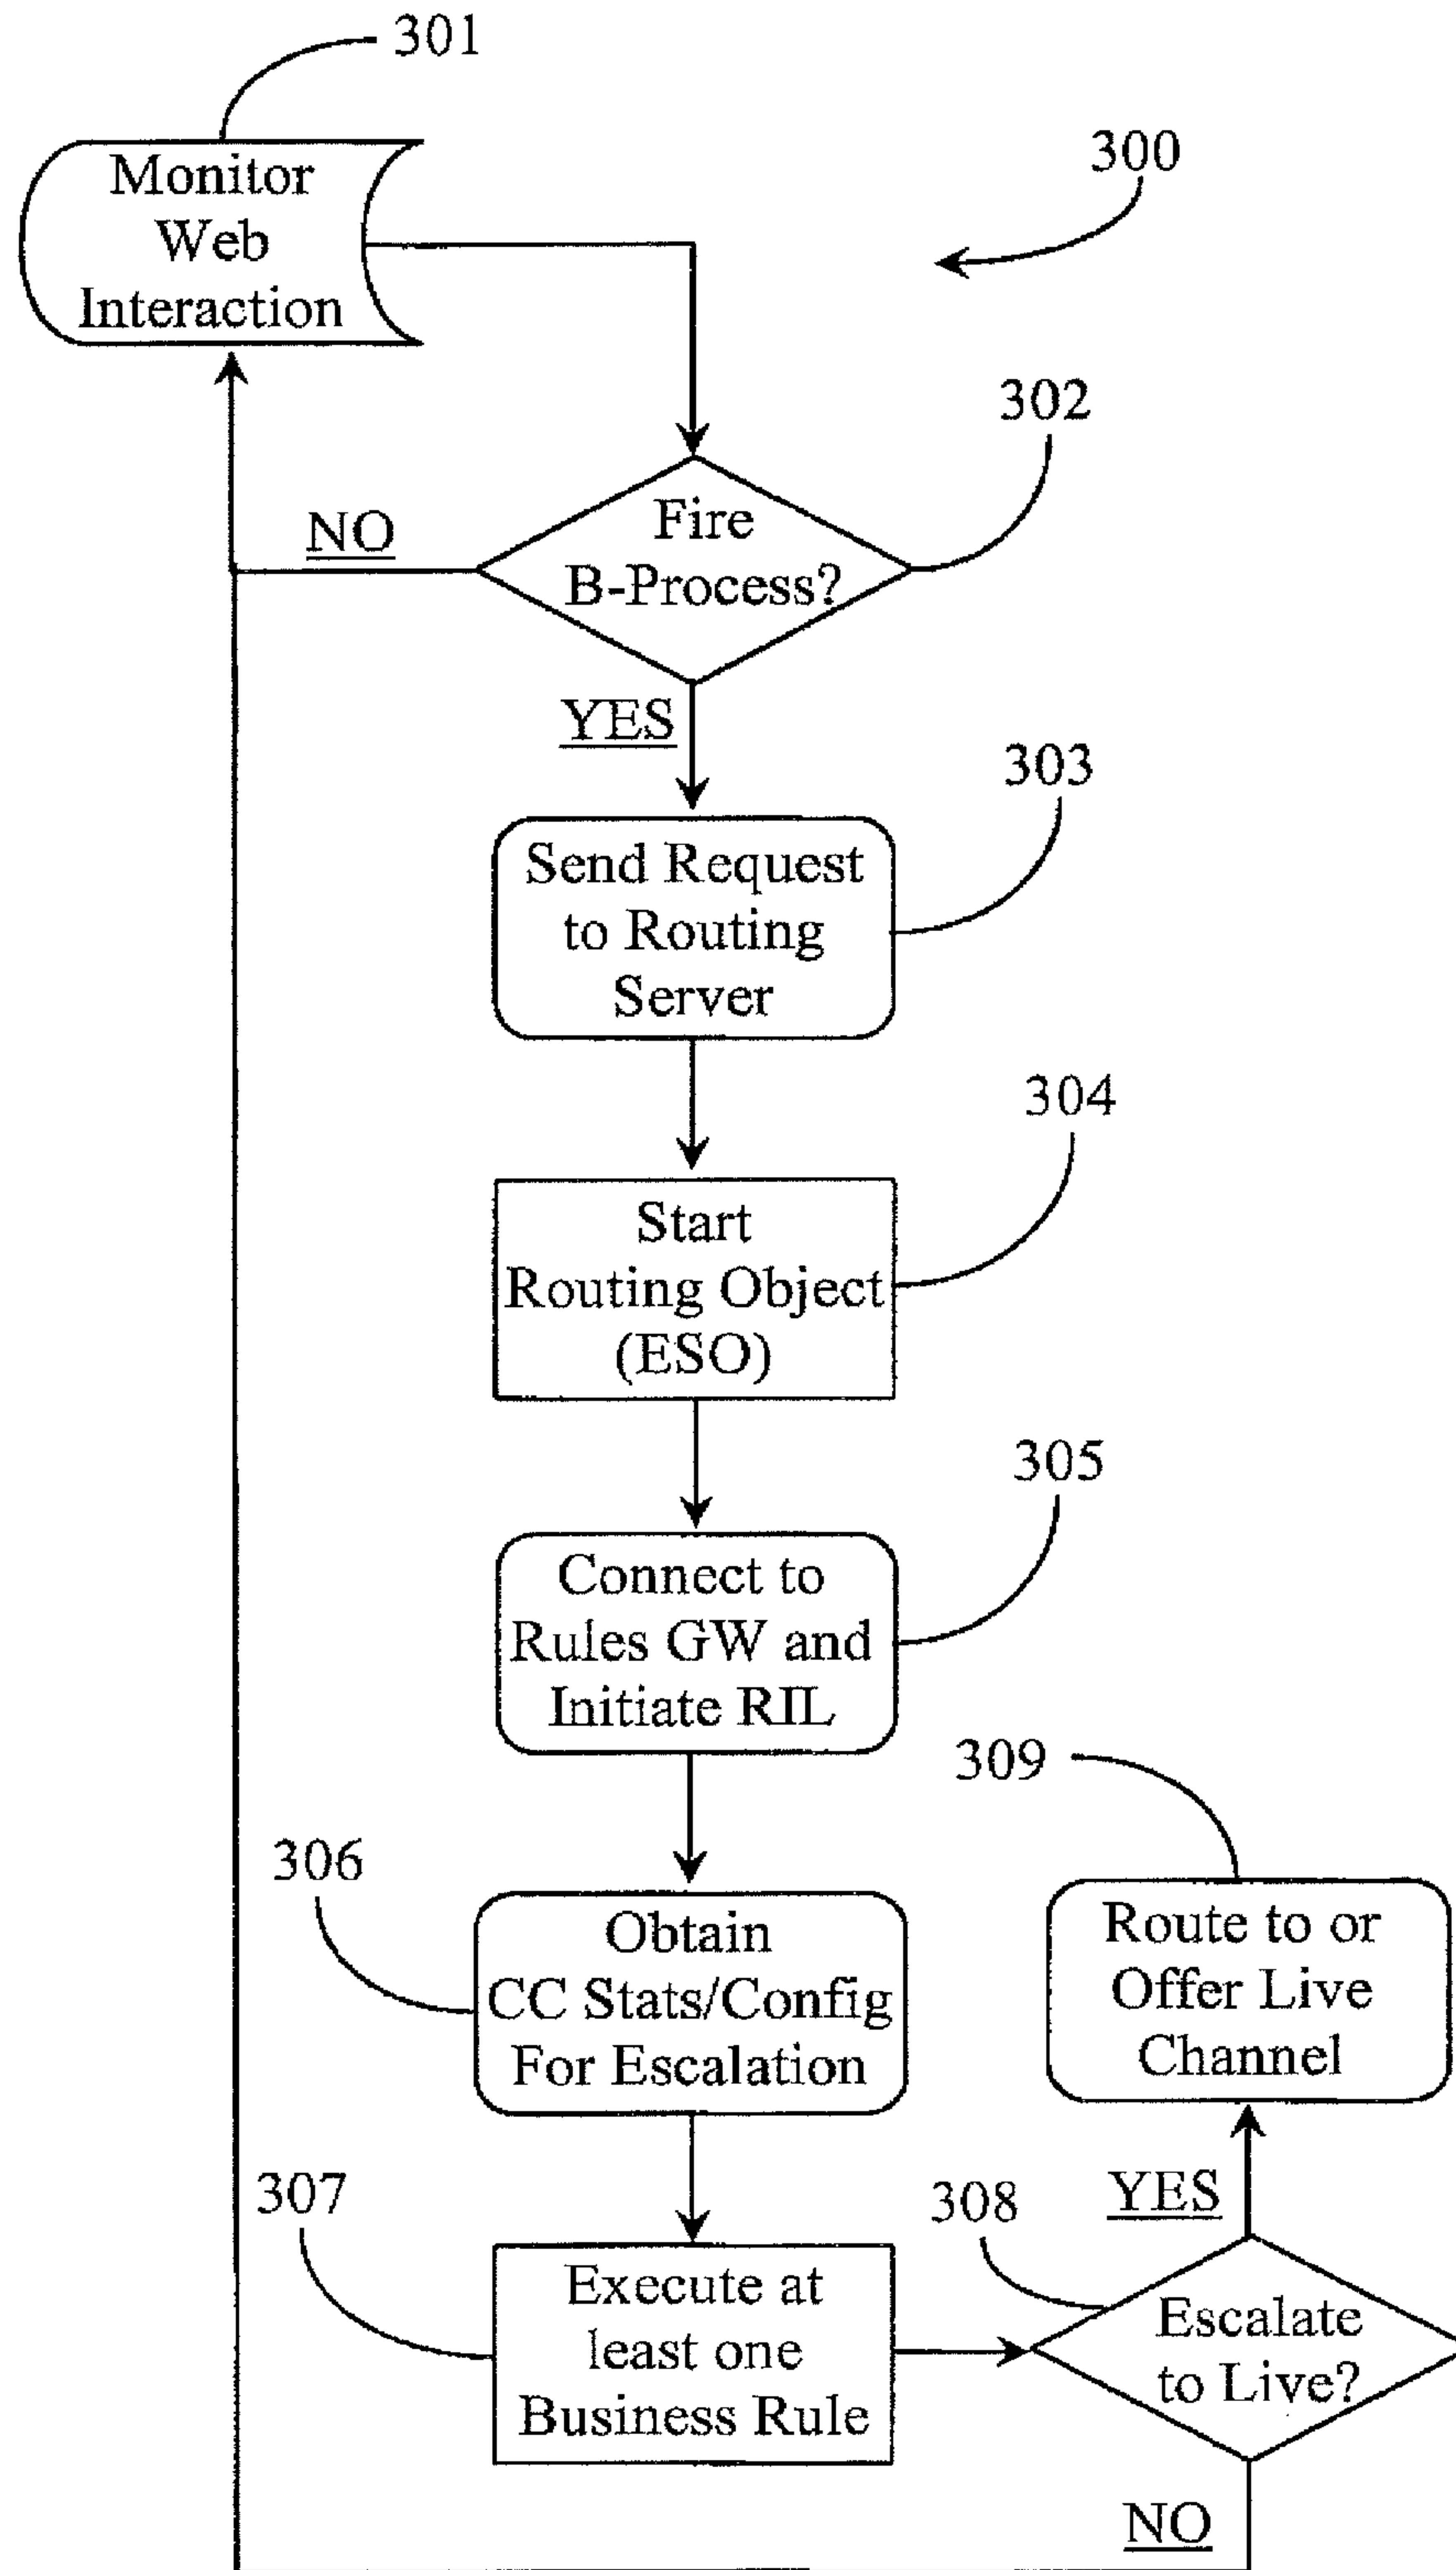 301
Monitor
Web
Interaction
300
302
Fire
B-Process?
NO
YES
303
Send Request
to Routing
Server
304
Start
Routing Object
(ESO)
305
Connect to
Rules GW and
Initiate RIL
306
Obtain
CC Stats/Config
For Escalation
309
Route to or
Offer Live
Channel
307
Execute at
least one
Business Rule
308
YES
Escalate
to Live?
NO